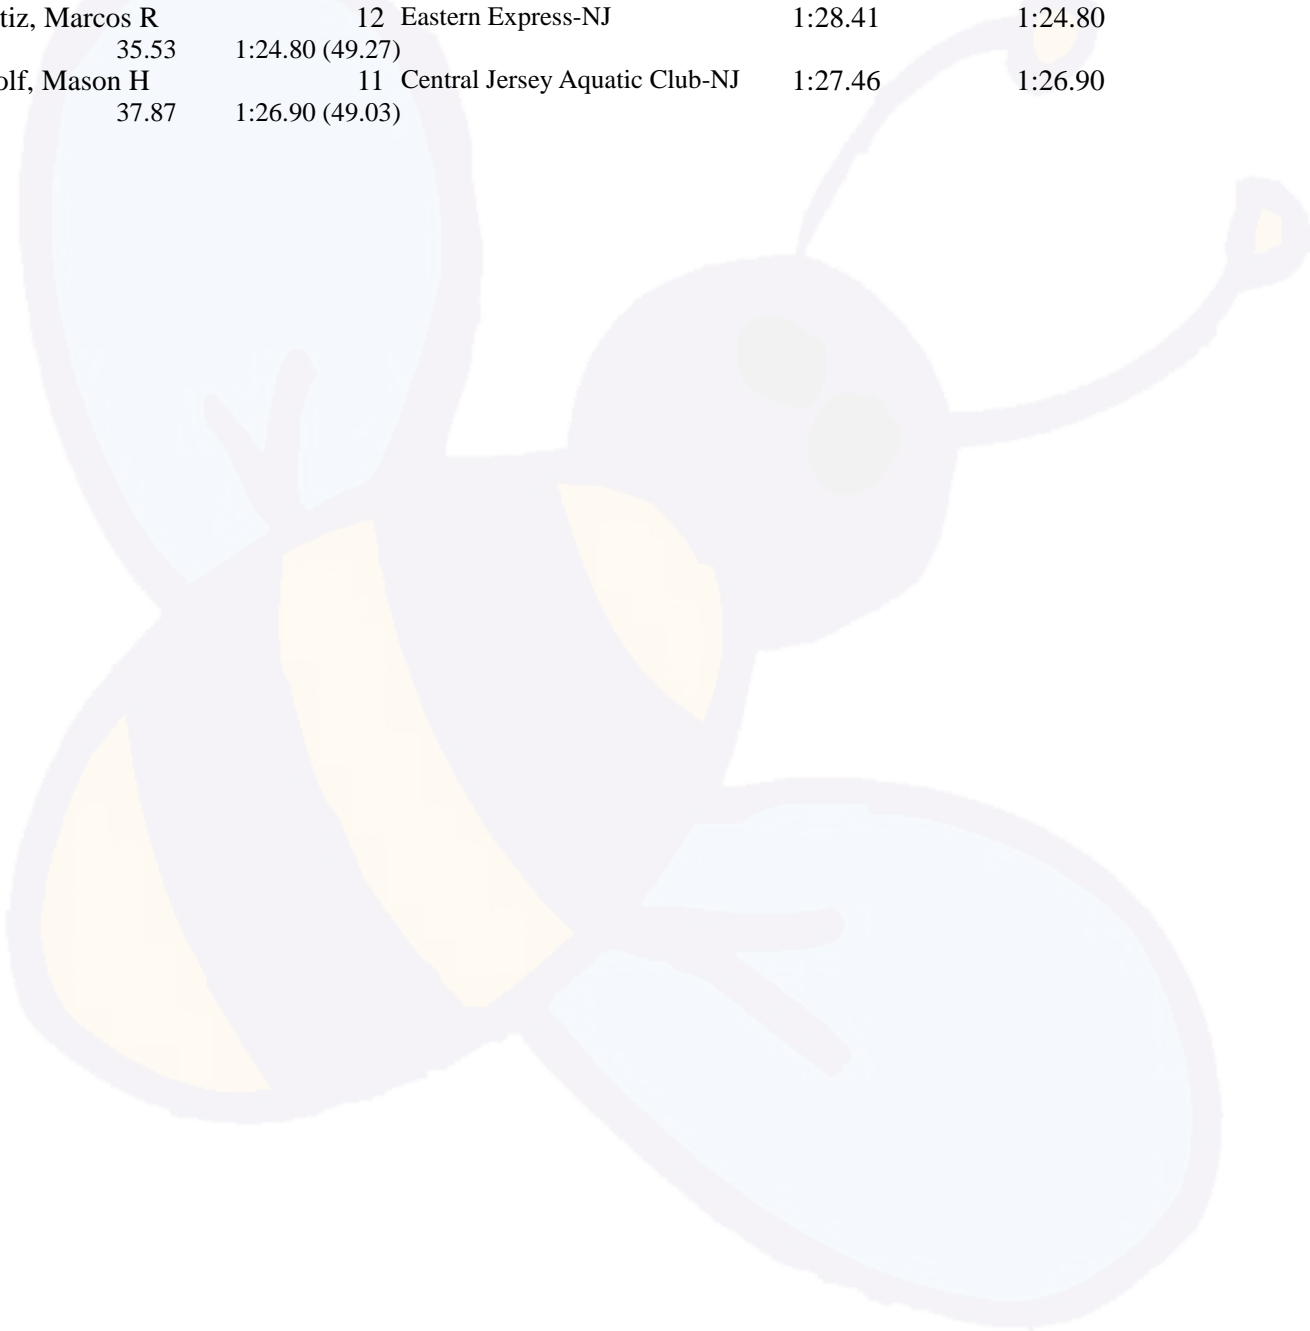 tiz, Marcos R 12 Eastern Express-NJ 1:28.41 1:24.80
35.53 1:24.80 (49.27)
olf, Mason H 11 Central Jersey Aquatic Club-NJ 1:27.46 1:26.90
37.87 1:26.90 (49.03)